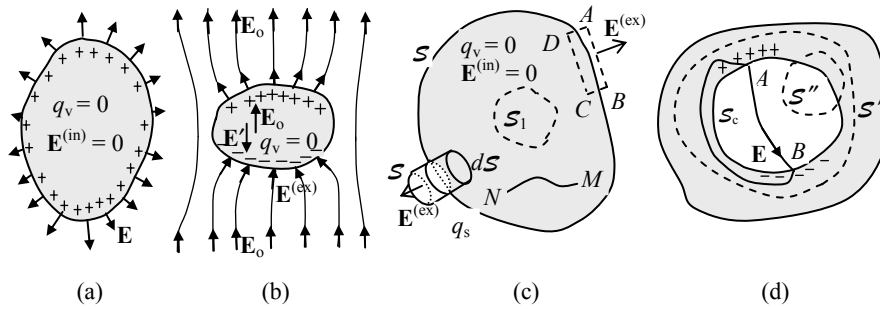 q_v = 0
E^(in) = 0
E
(a)
E_o
E_o
E' q_v = 0
E^(ex)
E_o
E_o
(b)
S
q_v = 0
E^(in) = 0
A
E^(ex)
D
C
B
S_1
S
dS
N
M
E^(ex)
q_s
(c)
A
S''
S'
S_c
E
B
(d)